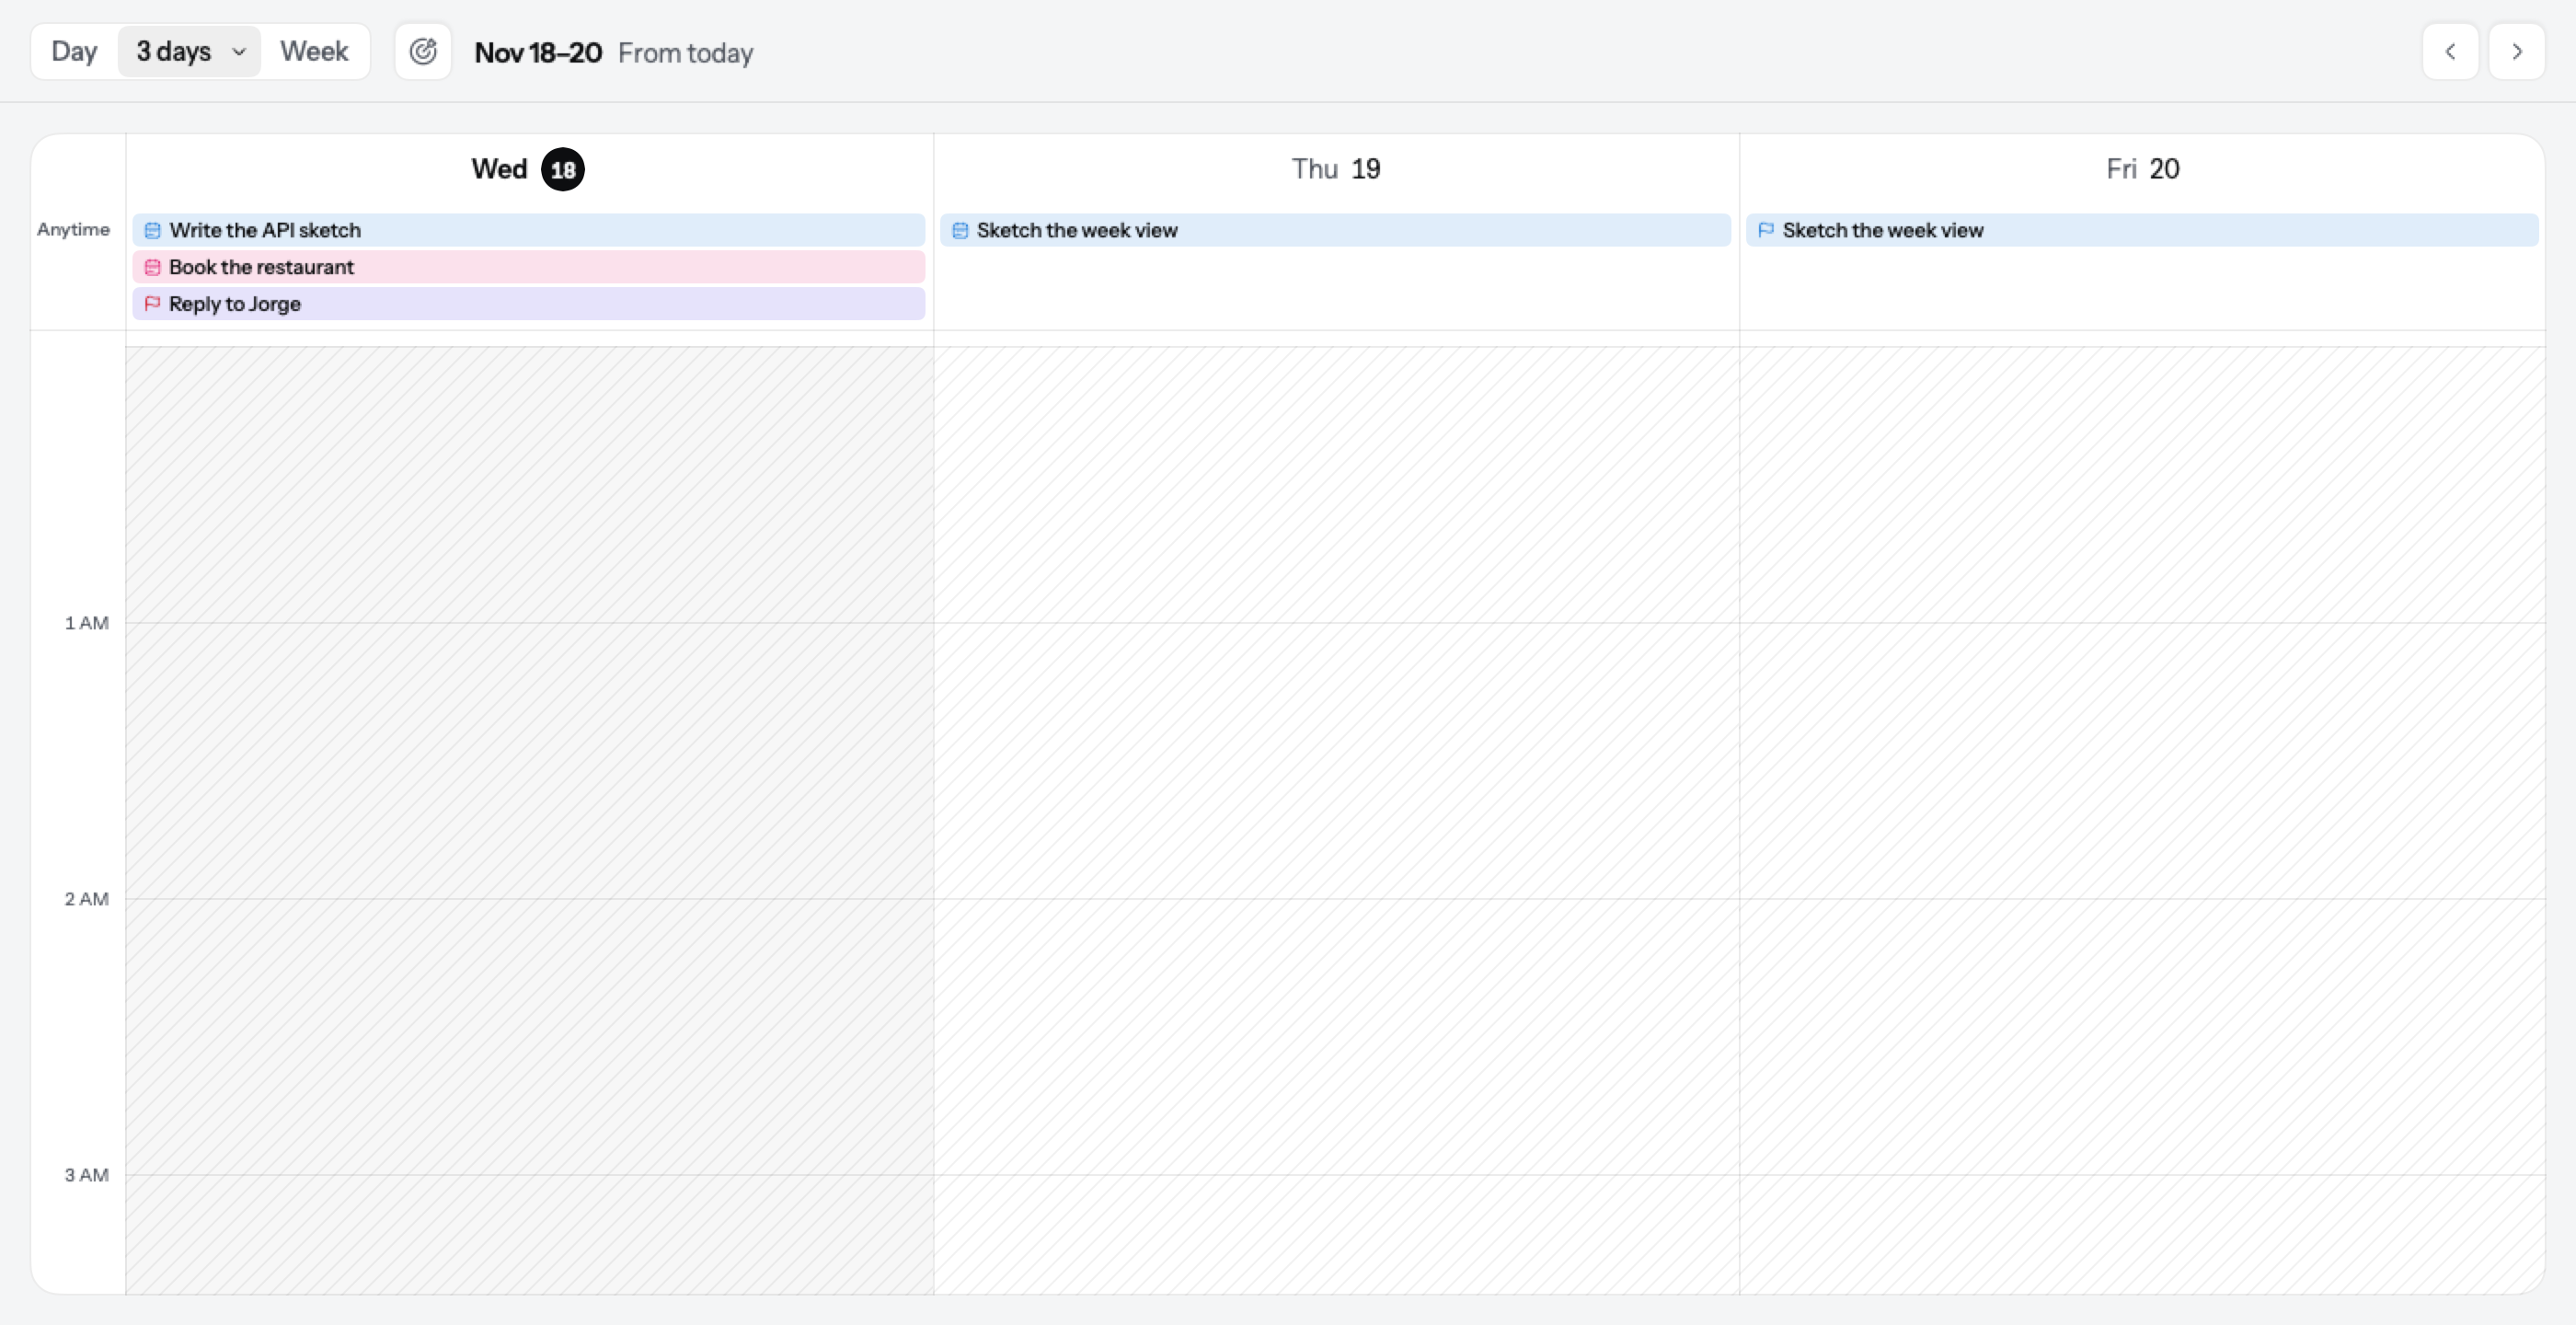 Day 3 days Week Nov 18–20 From today
Wed 18 Thu 19 Fri 20
Anytime Write the API sketch Sketch the week view Sketch the week view
Book the restaurant
Reply to Jorge
1 AM
2 AM
3 AM